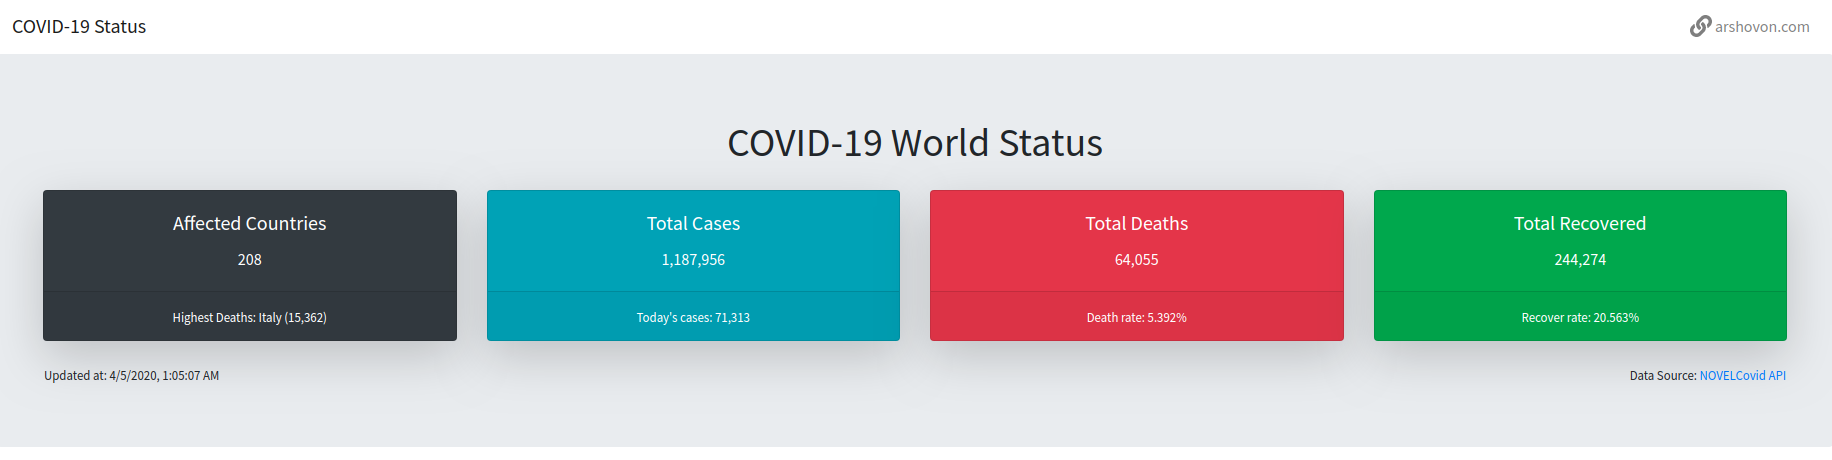 COVID-19 Status
arshovon.com
COVID-19 World Status
Affected Countries
208
Highest Deaths: Italy (15,362)
Total Cases
1,187,956
Today's cases: 71,313
Total Deaths
64,055
Death rate: 5.392%
Total Recovered
244,274
Recover rate: 20.563%
Updated at: 4/5/2020, 1:05:07 AM
Data Source: NOVELCovid API